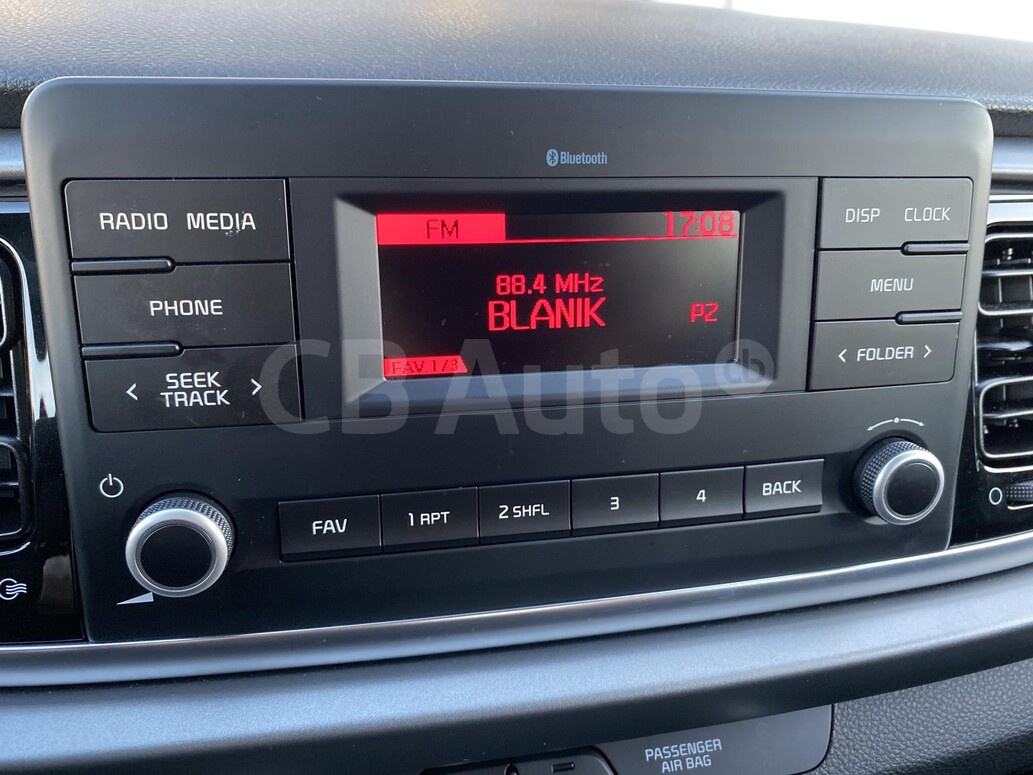 Bluetooth
RADIO MEDIA
DISP CLOCK
FM 17:08
PHONE
MENU
88.4 MHz
BLANIK P2
SEEK
TRACK
< >
< FOLDER >
FAV 1/3
CB Auto db
FAV 1 RPT 2 SHFL 3 4 BACK
PASSENGER
AIR BAG